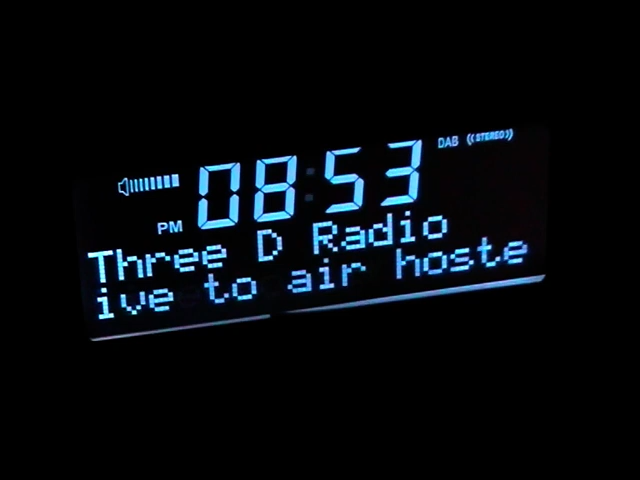 DAB ((STEREO))
PM 08:53
Three D Radio
ive to air hoste